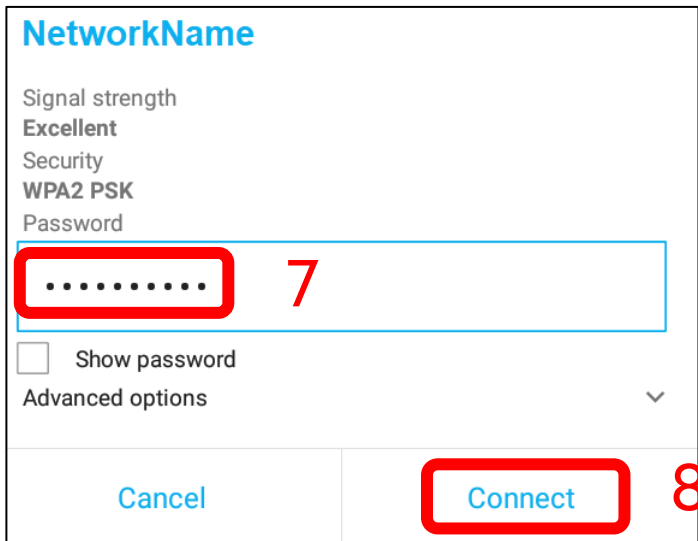 NetworkName
Signal strength
Excellent
Security
WPA2 PSK
Password
•••••••••• 7
Show password
Advanced options
Cancel Connect 8